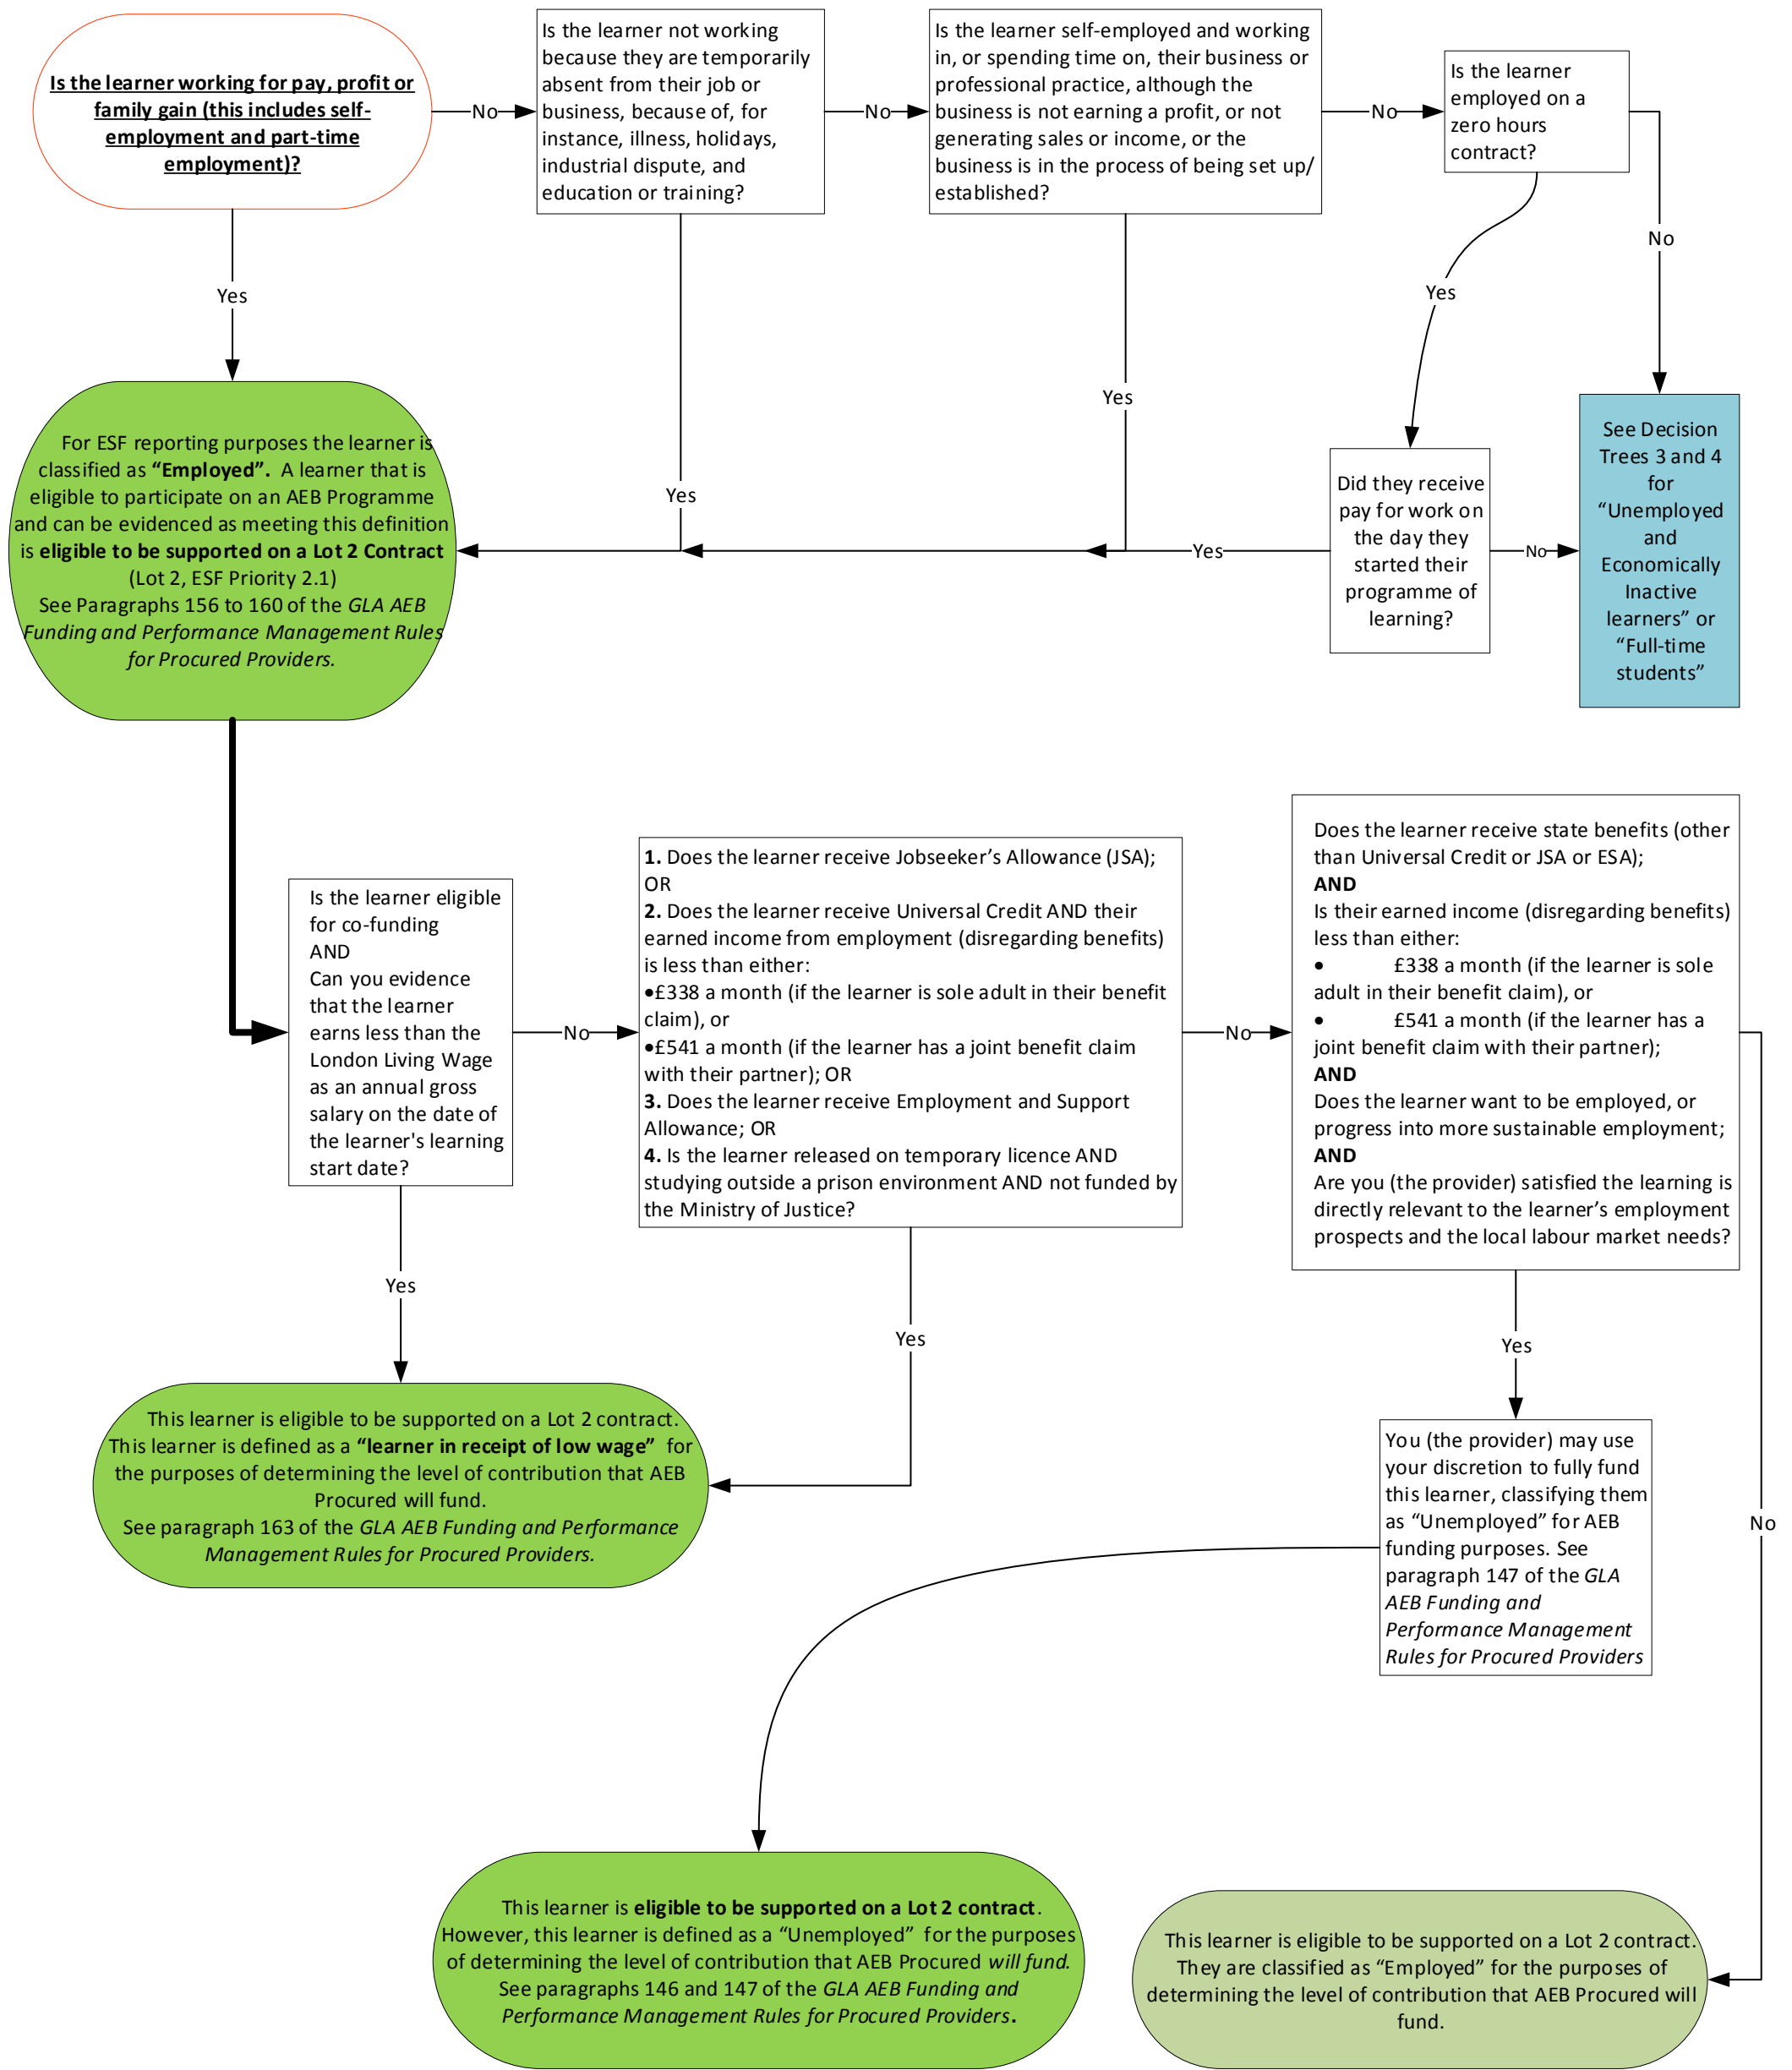 Is the learner working for pay, profit or
family gain (this includes self-
employment and part-time
employment)?
No
Is the learner not working
because they are temporarily
absent from their job or
business, because of, for
instance, illness, holidays,
industrial dispute, and
education or training?
No
Is the learner self-employed and working
in, or spending time on, their business or
professional practice, although the
business is not earning a profit, or not
generating sales or income, or the
business is in the process of being set up/
established?
No
Is the learner
employed on a
zero hours
contract?
No
Yes
Yes
Yes
Yes
For ESF reporting purposes the learner is
classified as “Employed”. A learner that is
eligible to participate on an AEB Programme
and can be evidenced as meeting this definition
is eligible to be supported on a Lot 2 Contract
(Lot 2, ESF Priority 2.1)
See Paragraphs 156 to 160 of the GLA AEB
Funding and Performance Management Rules
for Procured Providers.
Yes
Did they receive
pay for work on
the day they
started their
programme of
learning?
No
See Decision
Trees 3 and 4
for
“Unemployed
and
Economically
Inactive
learners” or
“Full-time
students”
Is the learner eligible
for co-funding
AND
Can you evidence
that the learner
earns less than the
London Living Wage
as an annual gross
salary on the date of
the learner's learning
start date?
No
1. Does the learner receive Jobseeker’s Allowance (JSA);
OR
2. Does the learner receive Universal Credit AND their
earned income from employment (disregarding benefits)
is less than either:
•£338 a month (if the learner is sole adult in their benefit
claim), or
•£541 a month (if the learner has a joint benefit claim
with their partner); OR
3. Does the learner receive Employment and Support
Allowance; OR
4. Is the learner released on temporary licence AND
studying outside a prison environment AND not funded by
the Ministry of Justice?
No
Does the learner receive state benefits (other
than Universal Credit or JSA or ESA);
AND
Is their earned income (disregarding benefits)
less than either:
• £338 a month (if the learner is sole
adult in their benefit claim), or
• £541 a month (if the learner has a
joint benefit claim with their partner);
AND
Does the learner want to be employed, or
progress into more sustainable employment;
AND
Are you (the provider) satisfied the learning is
directly relevant to the learner’s employment
prospects and the local labour market needs?
Yes
Yes
Yes
No
This learner is eligible to be supported on a Lot 2 contract.
This learner is defined as a “learner in receipt of low wage” for
the purposes of determining the level of contribution that AEB
Procured will fund.
See paragraph 163 of the GLA AEB Funding and Performance
Management Rules for Procured Providers.
You (the provider) may use
your discretion to fully fund
this learner, classifying them
as “Unemployed” for AEB
funding purposes. See
paragraph 147 of the GLA
AEB Funding and
Performance Management
Rules for Procured Providers
This learner is eligible to be supported on a Lot 2 contract.
However, this learner is defined as a “Unemployed” for the purposes
of determining the level of contribution that AEB Procured will fund.
See paragraphs 146 and 147 of the GLA AEB Funding and
Performance Management Rules for Procured Providers.
This learner is eligible to be supported on a Lot 2 contract.
They are classified as “Employed” for the purposes of
determining the level of contribution that AEB Procured will
fund.